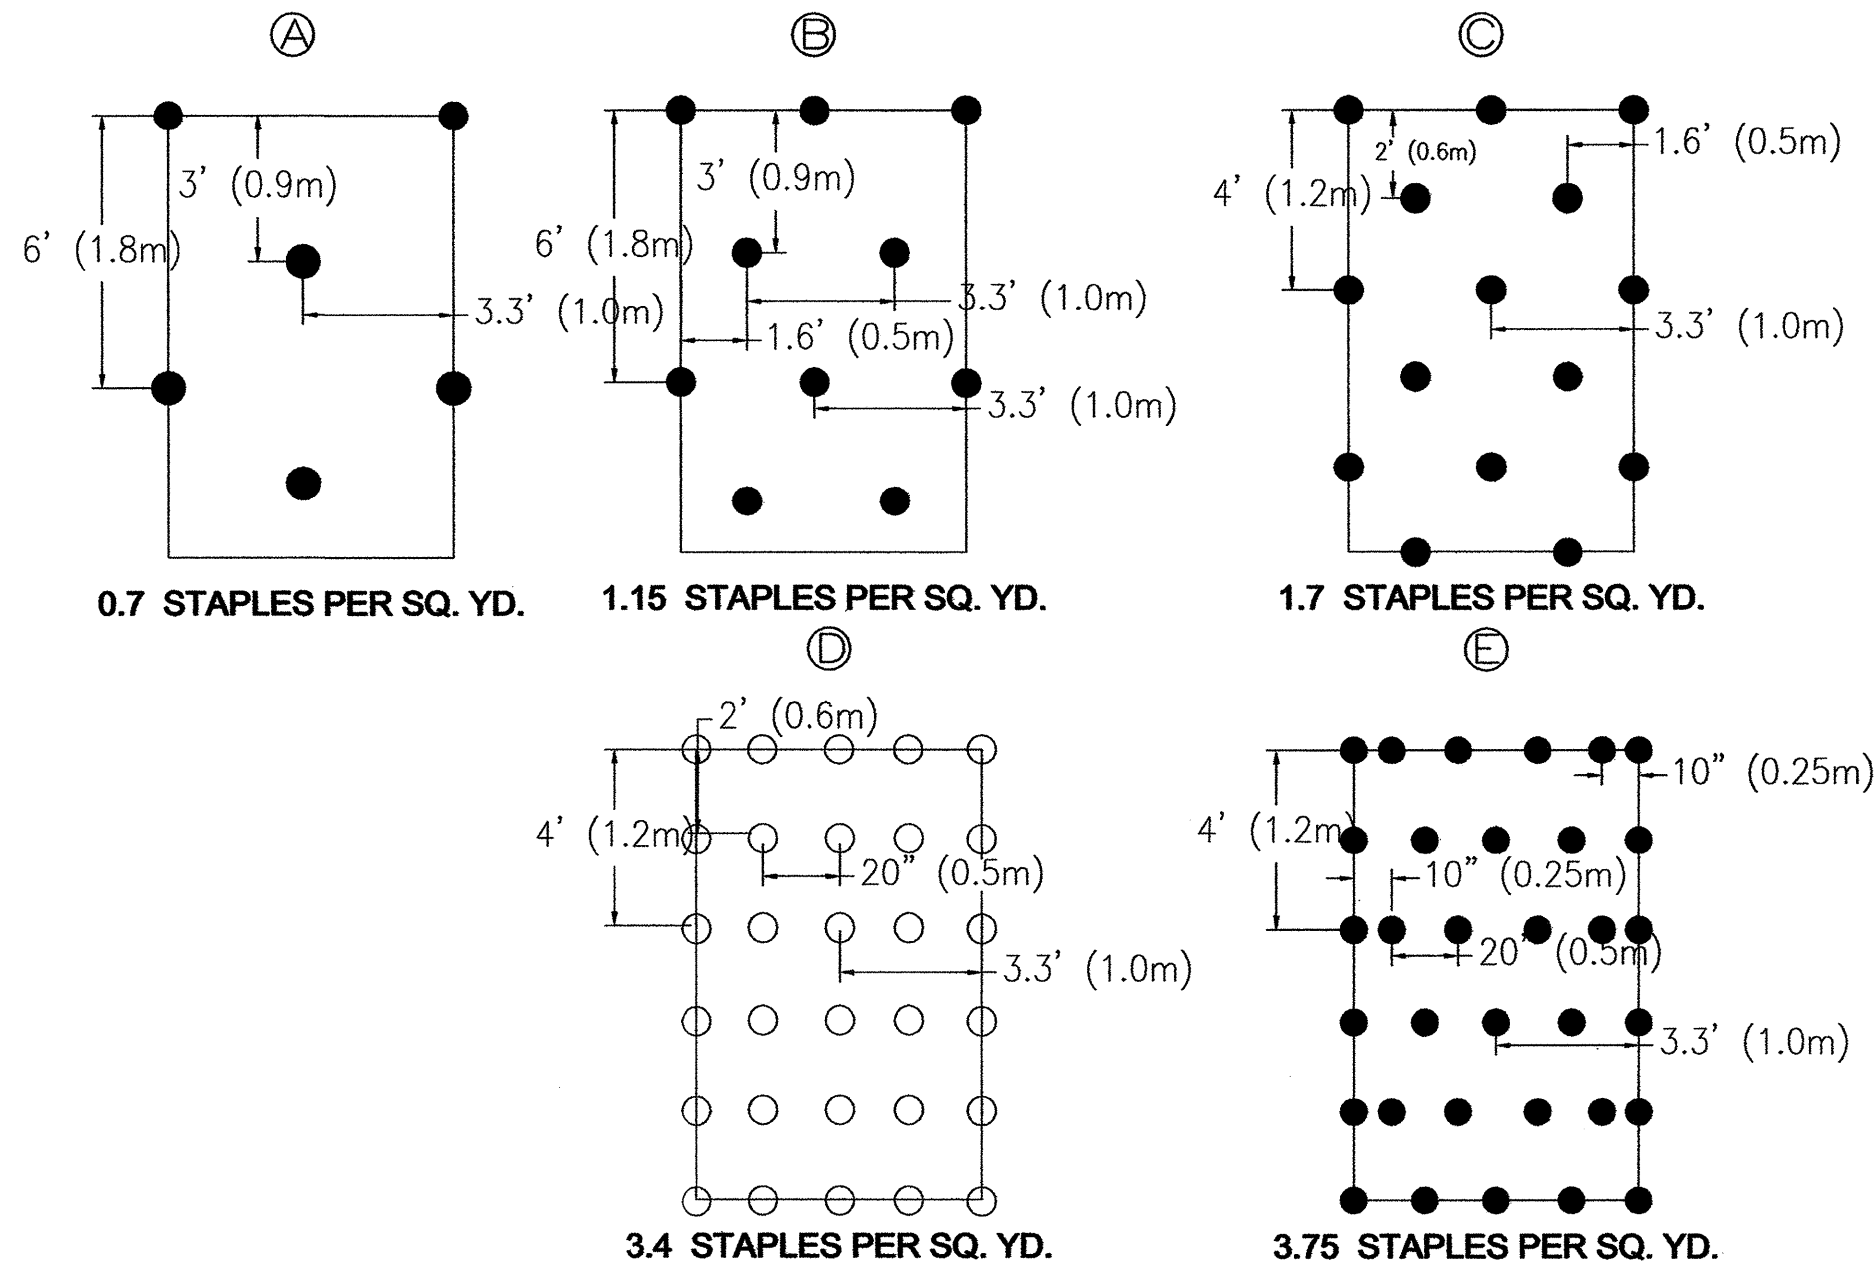 A
3' (0.9m)
6' (1.8m)
3.3' (1.0m)
0.7 STAPLES PER SQ. YD.
B
3' (0.9m)
6' (1.8m)
3.3' (1.0m)
1.6' (0.5m)
3.3' (1.0m)
1.15 STAPLES PER SQ. YD.
C
1.6' (0.5m)
2' (0.6m)
4' (1.2m)
3.3' (1.0m)
1.7 STAPLES PER SQ. YD.
D
2' (0.6m)
4' (1.2m)
20" (0.5m)
3.3' (1.0m)
3.4 STAPLES PER SQ. YD.
E
10" (0.25m)
4' (1.2m)
10" (0.25m)
20" (0.5m)
3.3' (1.0m)
3.75 STAPLES PER SQ. YD.